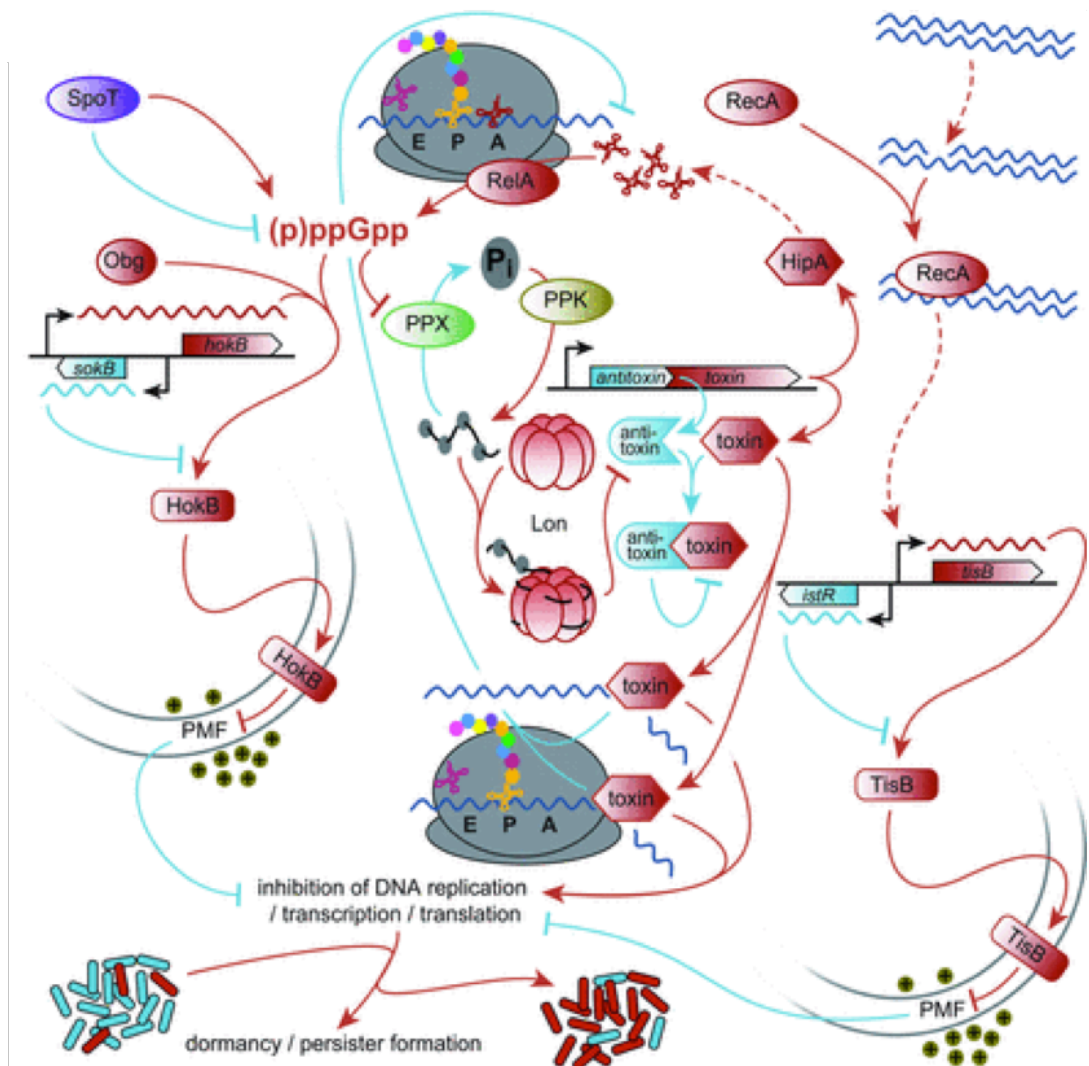 SpoT
RecA
E P A
RelA
(p)ppGpp
Obg
Pi
HipA
RecA
PPX
PPK
hokB
sokB
antitoxin toxin
anti-
toxin
toxin
HokB
Lon
anti-
toxin
toxin
tisB
istR
HokB
toxin
PMF
toxin
TisB
E P A
inhibition of DNA replication
/ transcription / translation
TisB
PMF
dormancy / persister formation